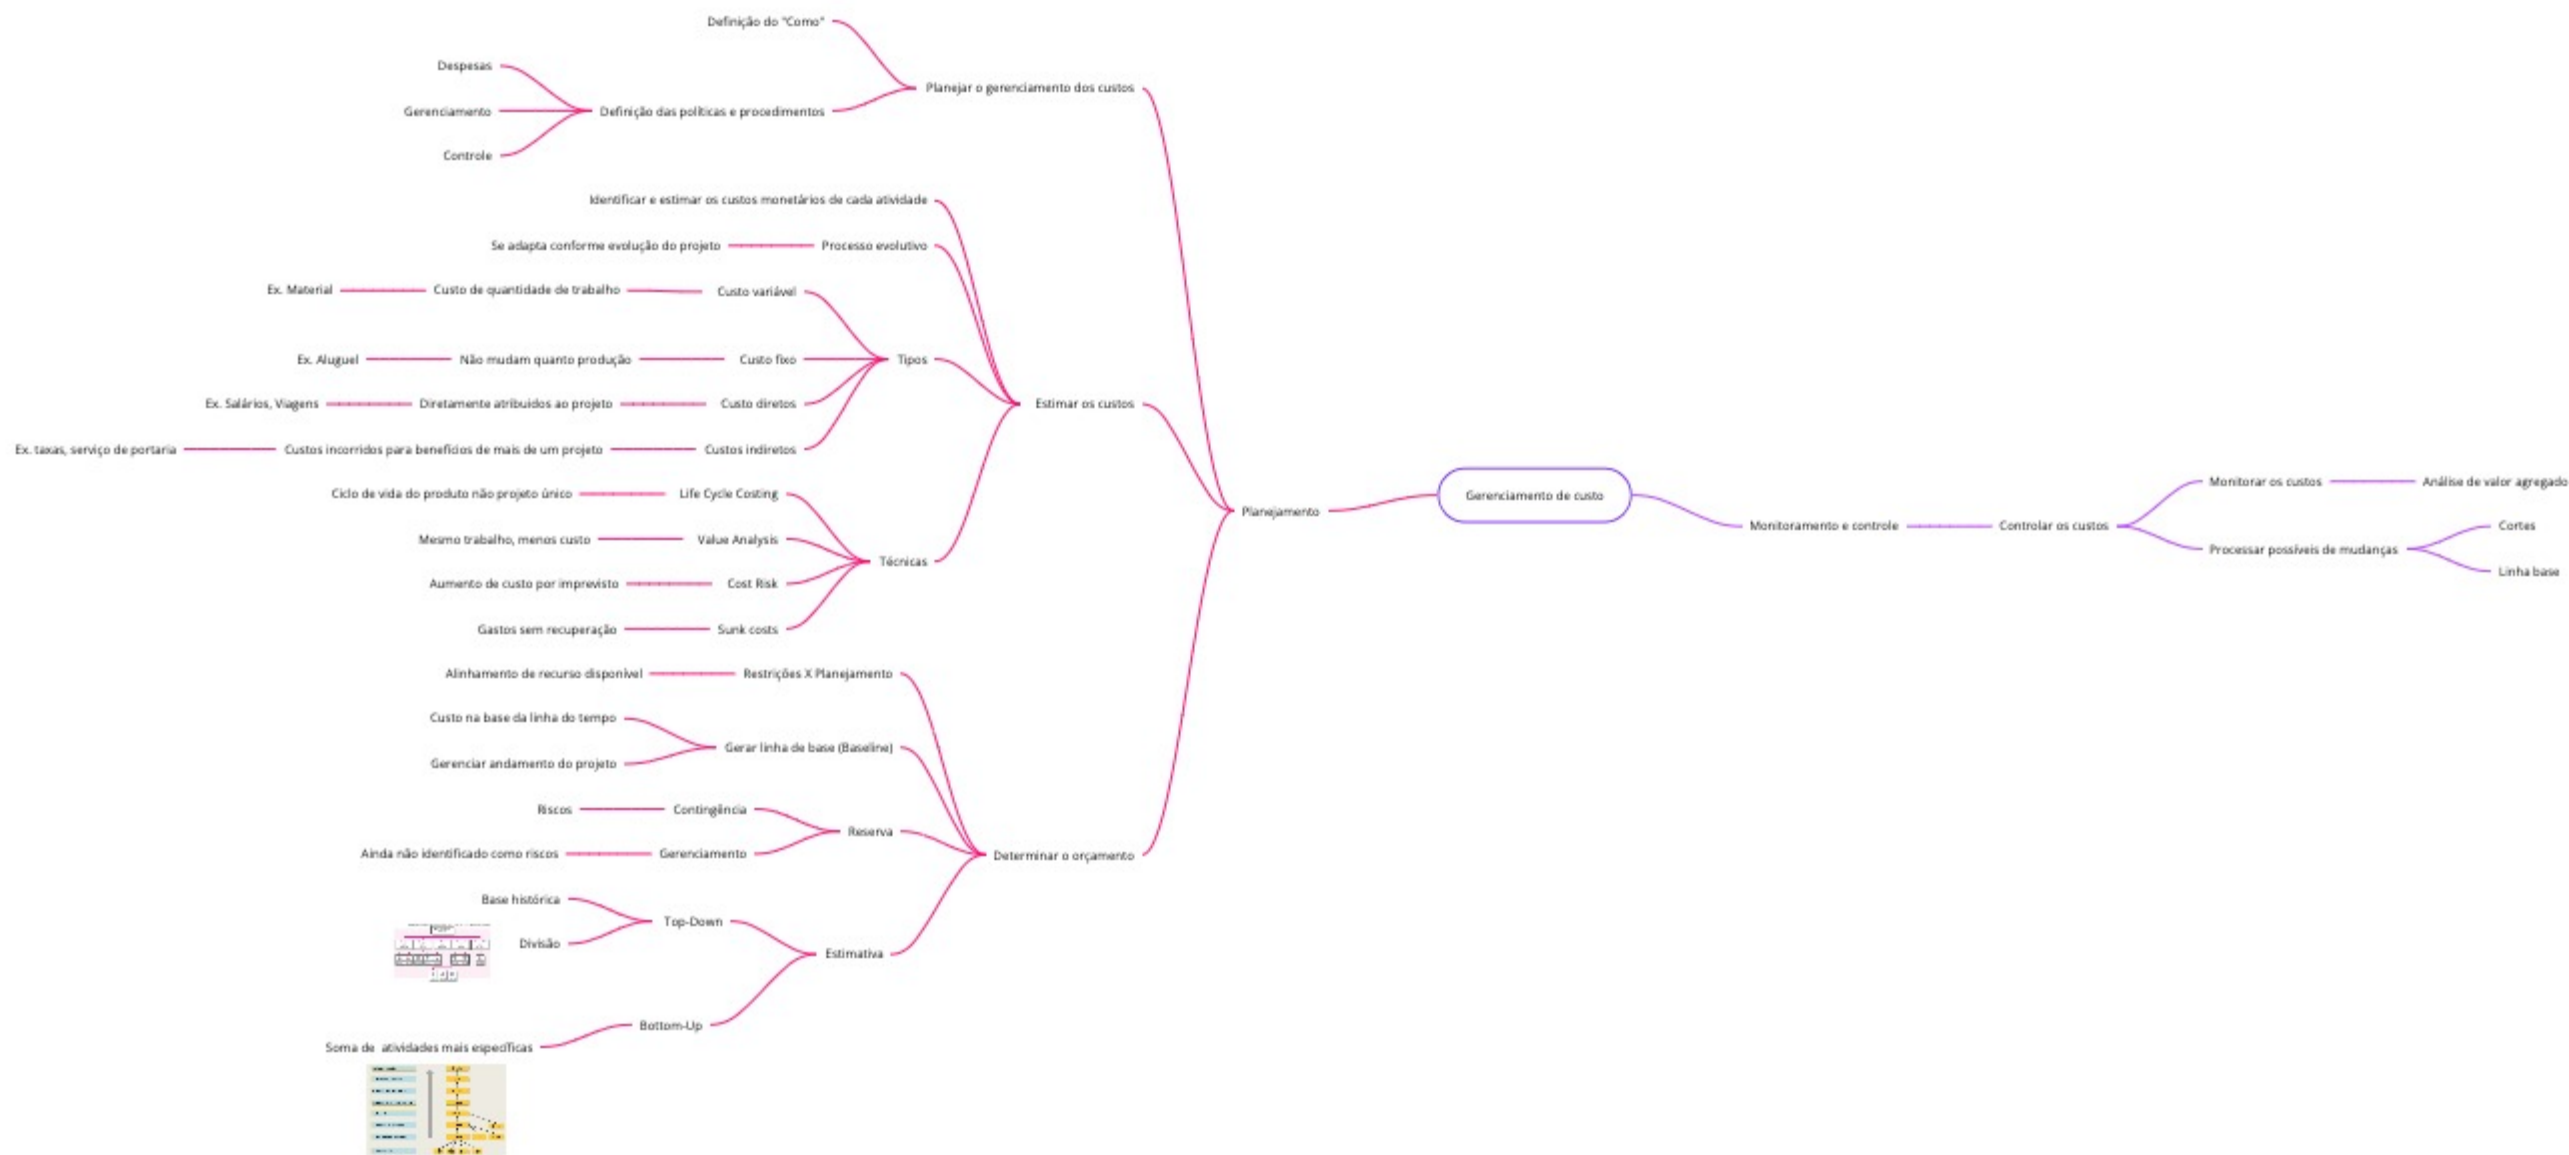 Definição do "Como"
Despesas
Planejar o gerenciamento dos custos
Gerenciamento
Definição das políticas e procedimentos
Controle
Identificar e estimar os custos monetários de cada atividade
Se adapta conforme evolução do projeto
Processo evolutivo
Ex. Material
Custo de quantidade de trabalho
Custo variável
Ex. Aluguel
Não mudam quanto produção
Custo fixo
Tipos
Ex. Salários, Viagens
Diretamente atribuidos ao projeto
Custo diretos
Estimar os custos
Ex. taxas, serviço de portaria
Custos incorridos para benefícios de mais de um projeto
Custos indiretos
Ciclo de vida do produto não projeto único
Life Cycle Costing
Mesmo trabalho, menos custo
Value Analysis
Técnicas
Aumento de custo por imprevisto
Cost Risk
Gastos sem recuperação
Sunk costs
Planejamento
Gerenciamento de custo
Monitoramento e controle
Controlar os custos
Monitorar os custos
Análise de valor agregado
Processar possíveis de mudanças
Cortes
Linha base
Alinhamento de recurso disponível
Restrições X Planejamento
Custo na base da linha do tempo
Gerar linha de base (Baseline)
Gerenciar andamento do projeto
Riscos
Contingência
Reserva
Ainda não identificado como riscos
Gerenciamento
Determinar o orçamento
Base histórica
Top-Down
Divisão
Estimativa
Bottom-Up
Soma de  atividades mais específicas